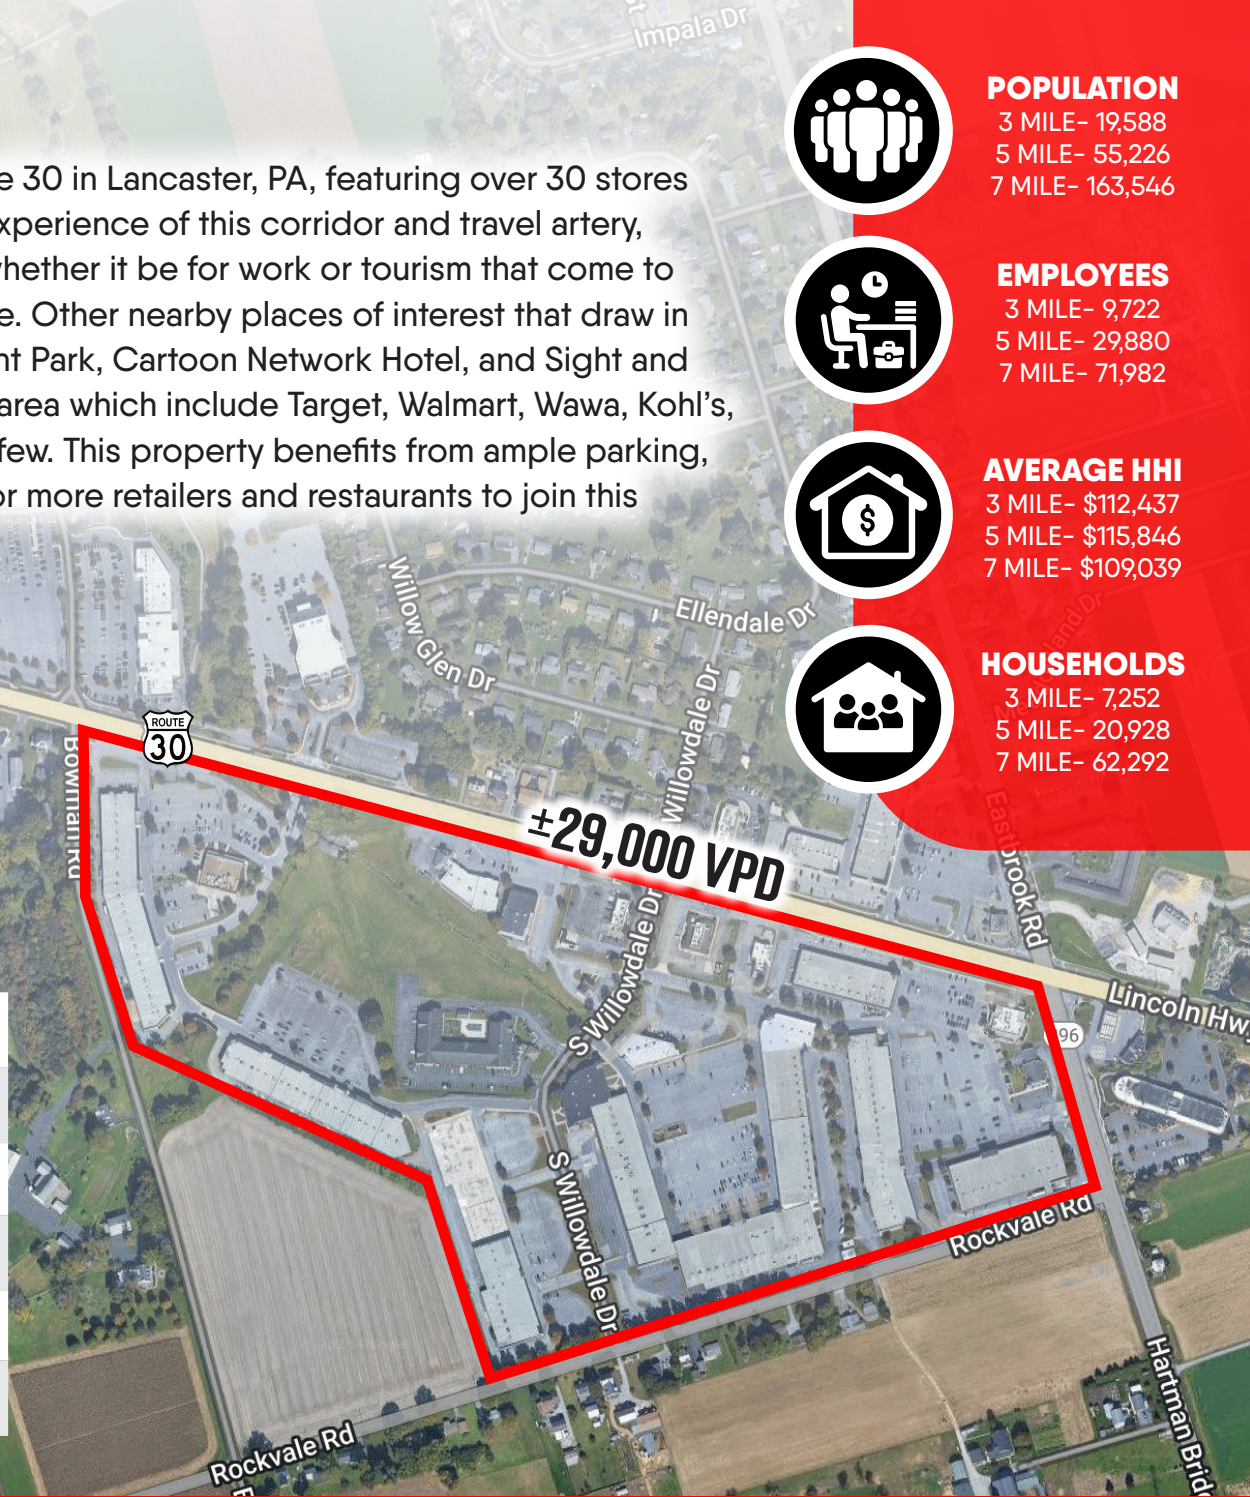 Impala Dr
e 30 in Lancaster, PA, featuring over 30 stores
xperience of this corridor and travel artery,
whether it be for work or tourism that come to
e. Other nearby places of interest that draw in
nt Park, Cartoon Network Hotel, and Sight and
area which include Target, Walmart, Wawa, Kohl's,
few. This property benefits from ample parking,
or more retailers and restaurants to join this
POPULATION
3 MILE- 19,588
5 MILE- 55,226
7 MILE- 163,546
EMPLOYEES
3 MILE- 9,722
5 MILE- 29,880
7 MILE- 71,982
AVERAGE HHI
3 MILE- $112,437
5 MILE- $115,846
7 MILE- $109,039
HOUSEHOLDS
3 MILE- 7,252
5 MILE- 20,928
7 MILE- 62,292
Willow Glen Dr
Ellendale Dr
Willowdale Dr
ROUTE
30
Bowman Rd
±29,000 VPD
Eastbrook Rd
S Willowdale Dr
Lincoln Hwy
896
S Willowdale Dr
Rockvale Rd
Rockvale Rd
Hartman Bridg